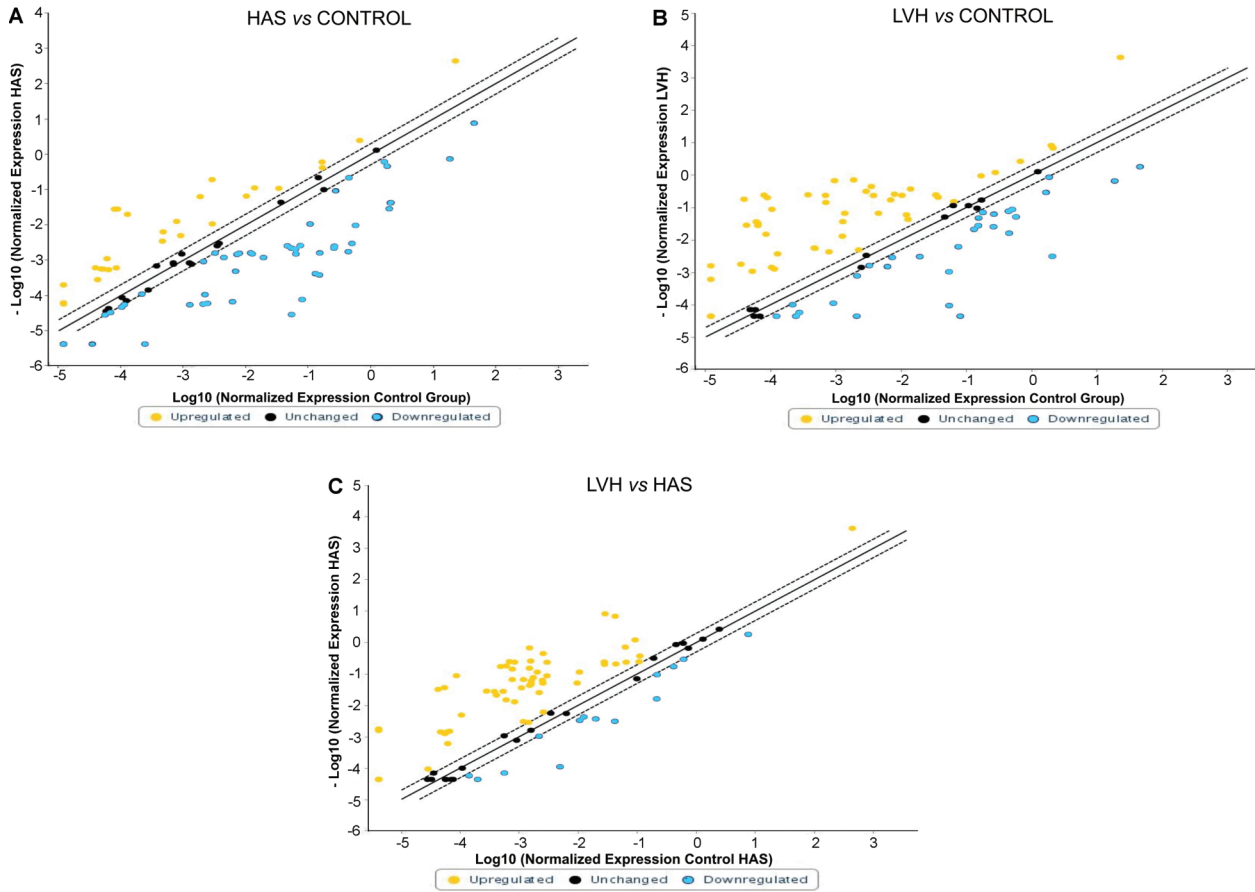 A
HAS vs CONTROL
4
3
2
1
0
-1
-2
-3
-4
-5
-6
- Log10 (Normalized Expression HAS)
-5 -4 -3 -2 -1 0 1 2 3
Log10 (Normalized Expression Control Group)
Upregulated Unchanged Downregulated
B
LVH vs CONTROL
5
4
3
2
1
0
-1
-2
-3
-4
-5
-6
- Log10 (Normalized Expression LVH)
-5 -4 -3 -2 -1 0 1 2 3
Log10 (Normalized Expression Control Group)
Upregulated Unchanged Downregulated
C
LVH vs HAS
5
4
3
2
1
0
-1
-2
-3
-4
-5
-6
- Log10 (Normalized Expression HAS)
-5 -4 -3 -2 -1 0 1 2 3
Log10 (Normalized Expression Control HAS)
Upregulated Unchanged Downregulated